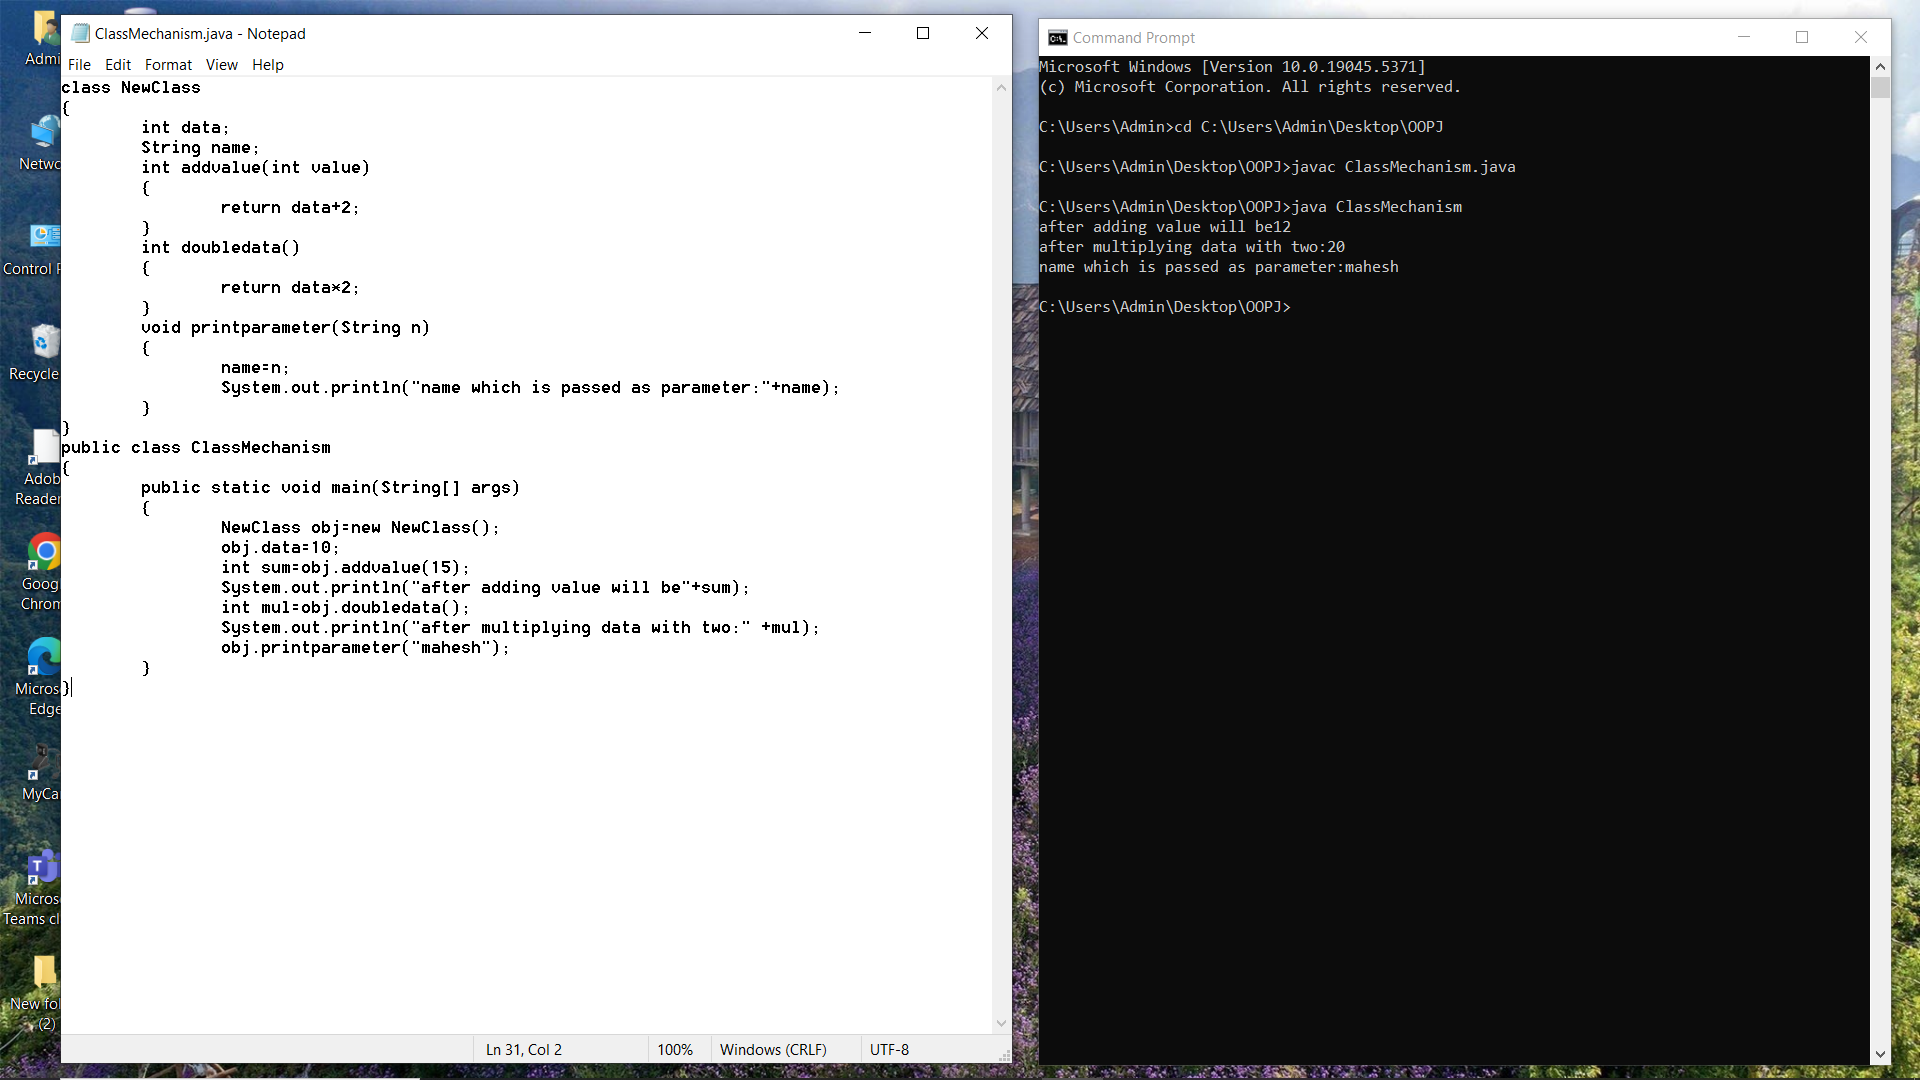 Admi
Netwo
Control P
Recycle
Adob
Reader
Goog
Chrom
Micros
Edge
MyCa
Micros
Teams cl
New fol
(2)
ClassMechanism.java - Notepad
File Edit Format View Help
class NewClass
{
int data;
String name;
int addvalue(int value)
{
return data+2;
}
int doubledata()
{
return data*2;
}
void printparameter(String n)
{
name=n;
System.out.println("name which is passed as parameter:"+name);
}
}
public class ClassMechanism
{
public static void main(String[] args)
{
NewClass obj=new NewClass();
obj.data=10;
int sum=obj.addvalue(15);
System.out.println("after adding value will be"+sum);
int mul=obj.doubledata();
System.out.println("after multiplying data with two:" +mul);
obj.printparameter("mahesh");
}
}
Ln 31, Col 2 100% Windows (CRLF) UTF-8
Command Prompt
Microsoft Windows [Version 10.0.19045.5371]
(c) Microsoft Corporation. All rights reserved.
C:\Users\Admin>cd C:\Users\Admin\Desktop\OOPJ
C:\Users\Admin\Desktop\OOPJ>javac ClassMechanism.java
C:\Users\Admin\Desktop\OOPJ>java ClassMechanism
after adding value will be12
after multiplying data with two:20
name which is passed as parameter:mahesh
C:\Users\Admin\Desktop\OOPJ>